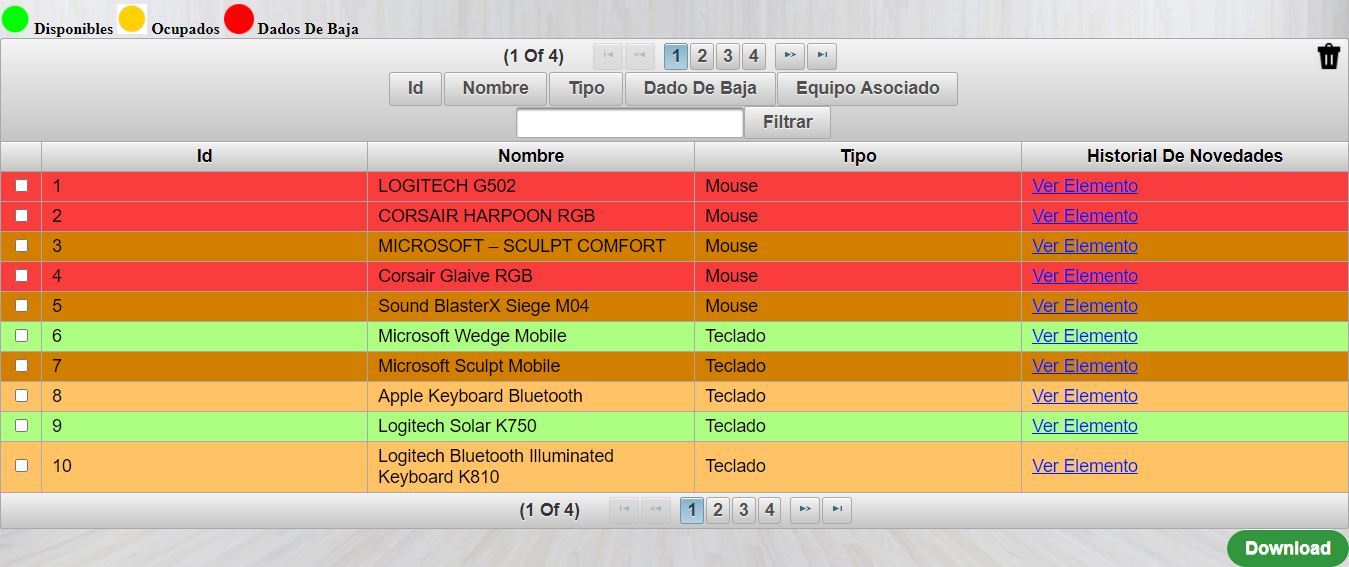 Disponibles Ocupados Dados De Baja
(1 Of 4) 1 2 3 4
Id Nombre Tipo Dado De Baja Equipo Asociado
Filtrar
Id Nombre Tipo Historial De Novedades
1 LOGITECH G502 Mouse Ver Elemento
2 CORSAIR HARPOON RGB Mouse Ver Elemento
3 MICROSOFT – SCULPT COMFORT Mouse Ver Elemento
4 Corsair Glaive RGB Mouse Ver Elemento
5 Sound BlasterX Siege M04 Mouse Ver Elemento
6 Microsoft Wedge Mobile Teclado Ver Elemento
7 Microsoft Sculpt Mobile Teclado Ver Elemento
8 Apple Keyboard Bluetooth Teclado Ver Elemento
9 Logitech Solar K750 Teclado Ver Elemento
10 Logitech Bluetooth Illuminated
Keyboard K810 Teclado Ver Elemento
(1 Of 4) 1 2 3 4
Download